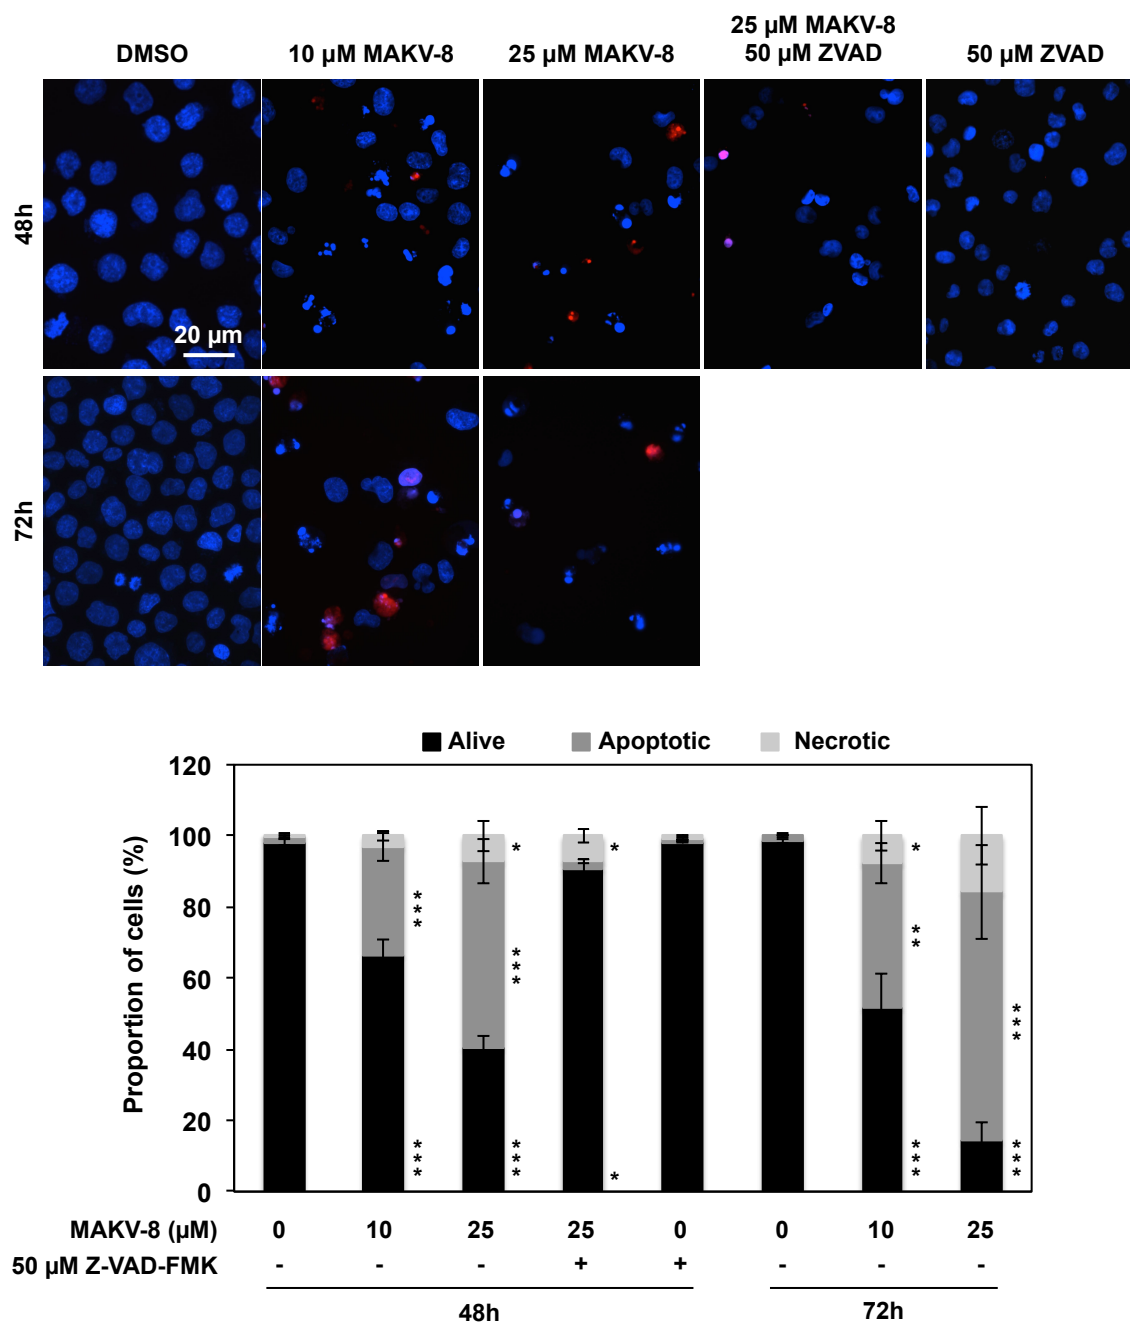 DMSO
10 µM MAKV-8
25 µM MAKV-8
25 µM MAKV-8
50 µM ZVAD
50 µM ZVAD
48h
20 µm
72h
Alive
Apoptotic
Necrotic
Proportion of cells (%)
120
100
80
60
40
20
0
***
***
*
***
***
*
*
*
**
***
***
***
MAKV-8 (µM) 0 10 25 25 0 0 10 25
50 µM Z-VAD-FMK - - - + + - - -
48h 72h